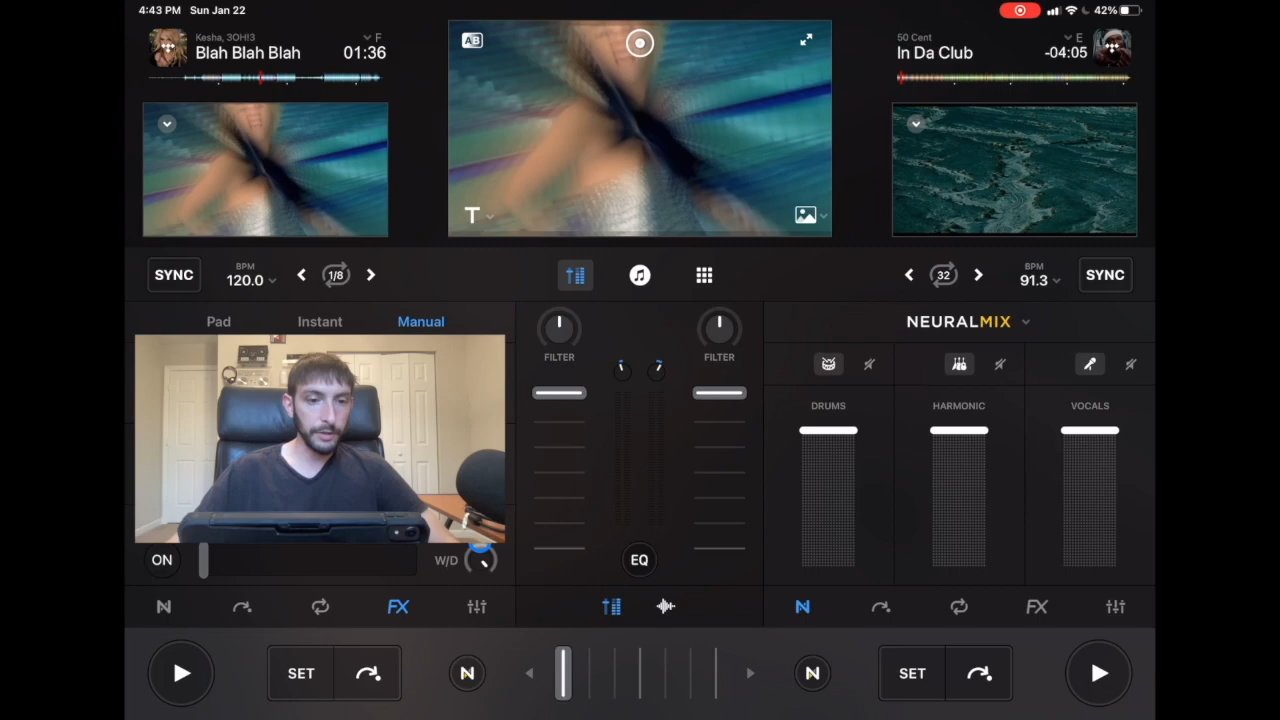 4:43 PM Sun Jan 22
42%
Kesha, 3OH!3
F
Blah Blah Blah
01:36
AB
T
50 Cent
E
In Da Club
-04:05
SYNC
BPM
120.0
1/8
32
BPM
91.3
SYNC
Pad
Instant
Manual
FILTER
FILTER
NEURALMIX
DRUMS
HARMONIC
VOCALS
ON
W/D
EQ
N
FX
N
FX
SET
N
N
SET